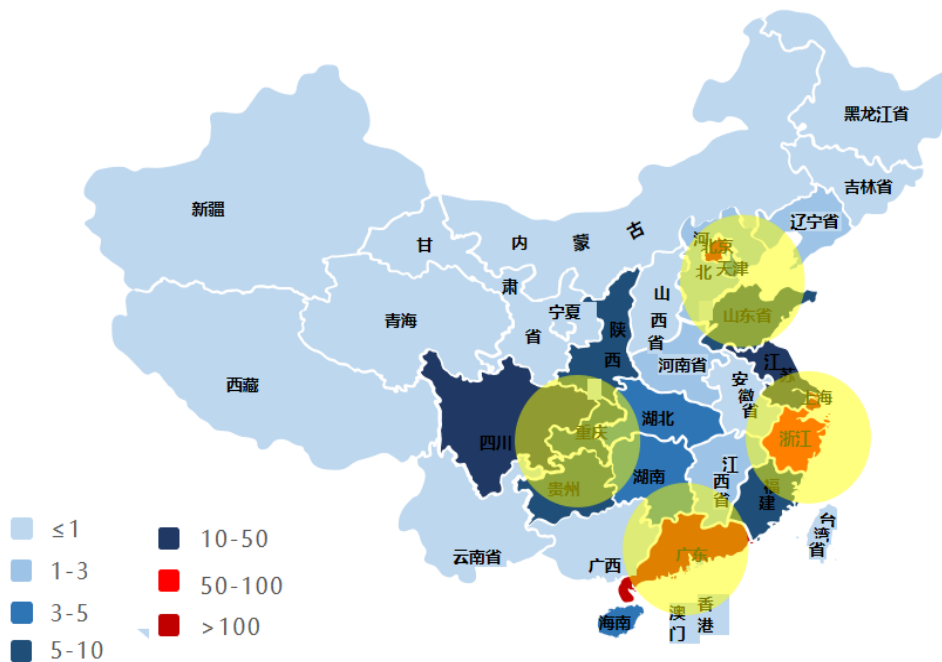 黑龙江省
吉林省
辽宁省
新疆
甘肃省
内蒙古
河北
北京
天津
山西省
宁夏
陕西
青海
山东省
西藏
河南省
江苏
安徽省
上海
四川
重庆
湖北
浙江
贵州
湖南
江西省
福建
云南省
广西
广东
台湾省
海南
澳门
香港
≤1
1-3
3-5
5-10
10-50
50-100
>100